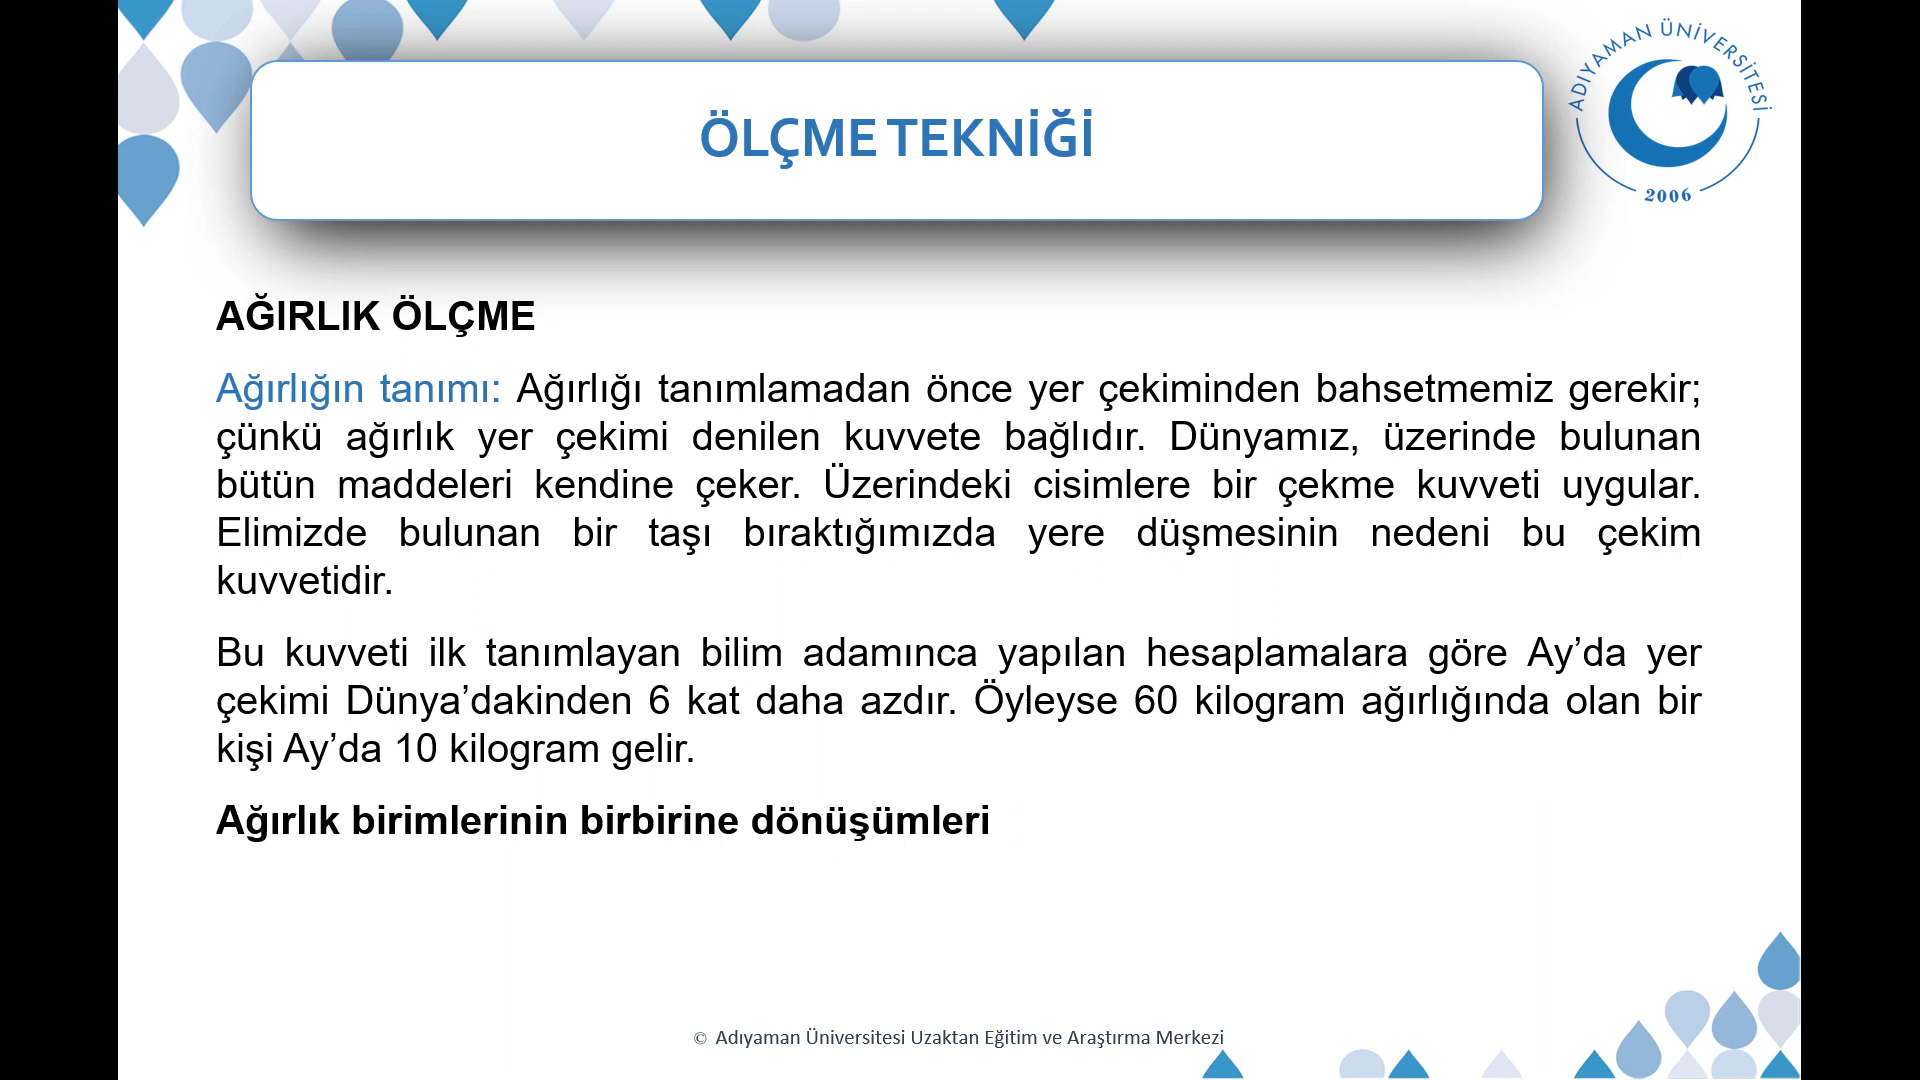 ADIYAMAN ÜNİVERSİTESİ
2006
ÖLÇME TEKNİĞİ
AĞIRLIK ÖLÇME
Ağırlığın tanımı: Ağırlığı tanımlamadan önce yer çekiminden bahsetmemiz gerekir;
çünkü ağırlık yer çekimi denilen kuvvete bağlıdır. Dünyamız, üzerinde bulunan
bütün maddeleri kendine çeker. Üzerindeki cisimlere bir çekme kuvveti uygular.
Elimizde bulunan bir taşı bıraktığımızda yere düşmesinin nedeni bu çekim
kuvvetidir.
Bu kuvveti ilk tanımlayan bilim adamınca yapılan hesaplamalara göre Ay’da yer
çekimi Dünya’dakinden 6 kat daha azdır. Öyleyse 60 kilogram ağırlığında olan bir
kişi Ay’da 10 kilogram gelir.
Ağırlık birimlerinin birbirine dönüşümleri
© Adıyaman Üniversitesi Uzaktan Eğitim ve Araştırma Merkezi